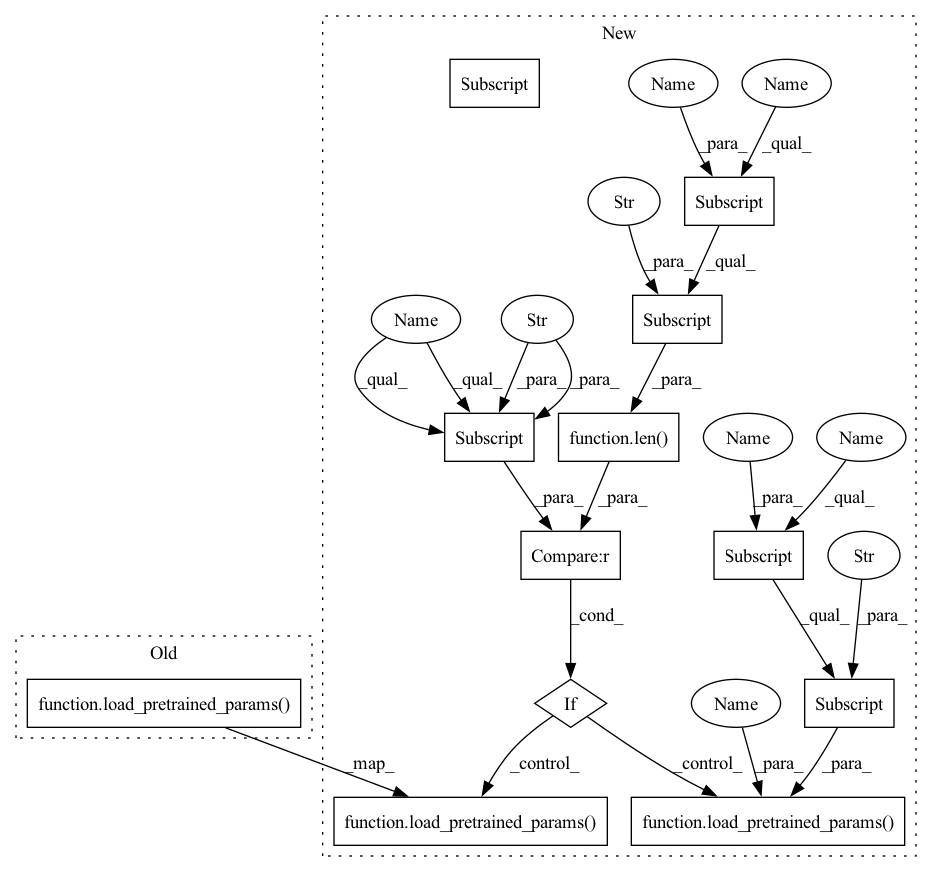 New
Subscript
Name
Name
_para_
_qual_
Str
Subscript
_para_
_qual_
Name
Str
Subscript
_qual_
_qual_
_para_
_para_
_para_
Subscript
function.len()
Name
Name
_para_
_para_
_para_
_qual_
Compare:r
Subscript
Str
_cond_
_qual_
_para_
Old
function.load_pretrained_params()
If
Name
Subscript
_map_
_control_
_control_
_para_
_para_
function.load_pretrained_params()
function.load_pretrained_params()